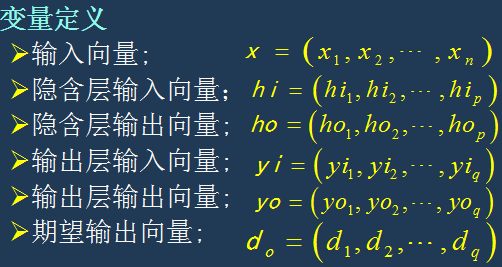 变量定义
➢输入向量; x = (x₁, x₂, ⋯, xₙ)
➢隐含层输入向量; hi = (hi₁, hi₂, ⋯, hiₚ)
➢隐含层输出向量; ho = (ho₁, ho₂, ⋯, hoₚ)
➢输出层输入向量; yi = (yi₁, yi₂, ⋯, yi_q)
➢输出层输出向量; yo = (yo₁, yo₂, ⋯, yo_q)
➢期望输出向量; dₒ = (d₁, d₂, ⋯, d_q)